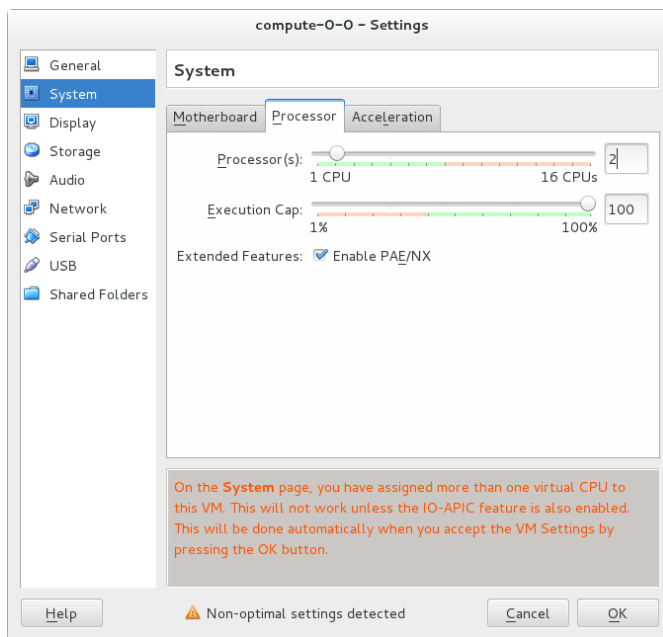 compute-0-0 – Settings
General
System
Display
Storage
Audio
Network
Serial Ports
USB
Shared Folders
System
Motherboard Processor Acceleration
Processor(s): 2
1 CPU 16 CPUs
Execution Cap: 100
1% 100%
Extended Features: Enable PAE/NX
On the System page, you have assigned more than one virtual CPU to
this VM. This will not work unless the IO-APIC feature is also enabled.
This will be done automatically when you accept the VM Settings by
pressing the OK button.
Help Non-optimal settings detected Cancel OK